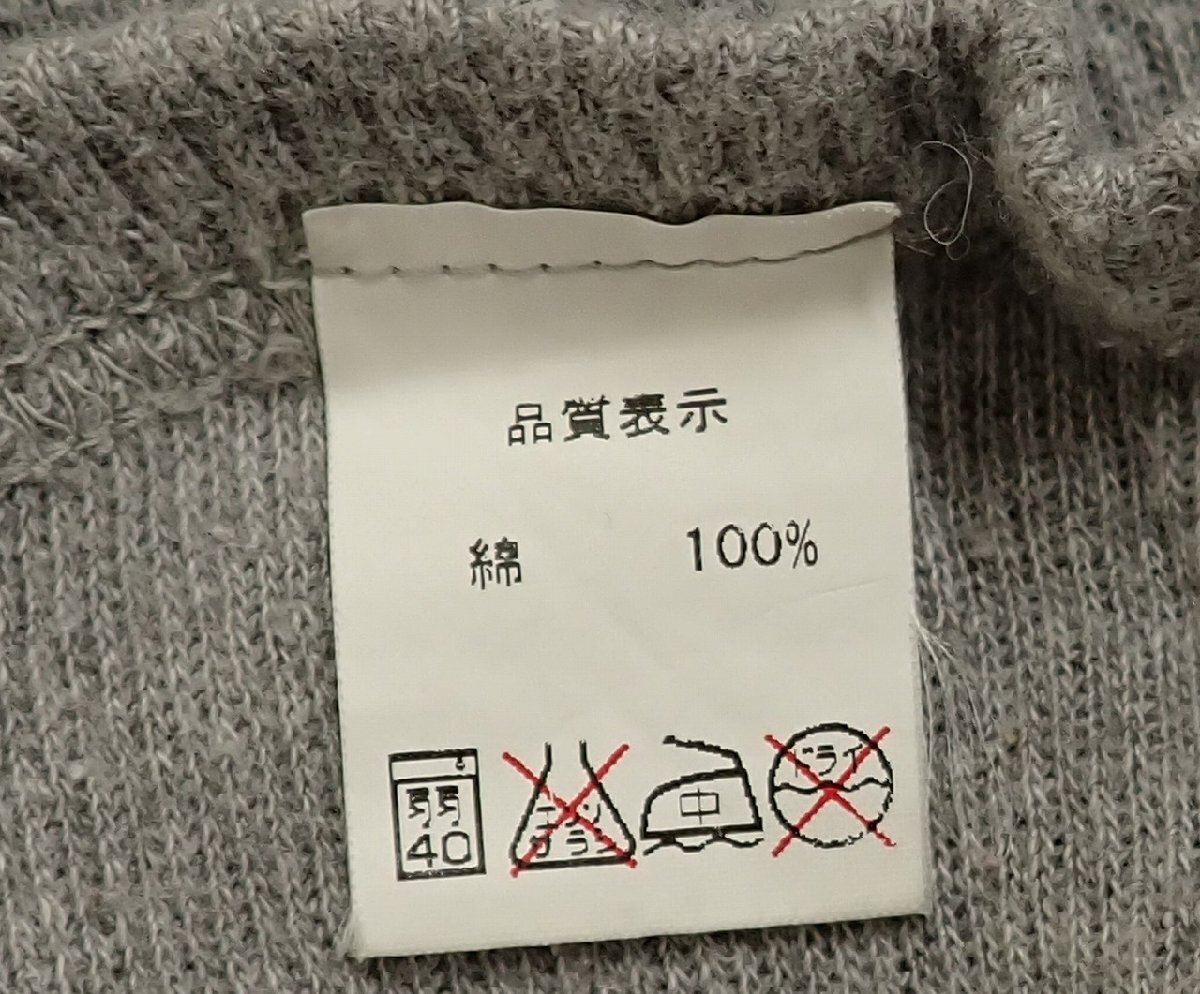 品質表示
綿 100%
弱 エンソ 中 ドライ
40 サラシ